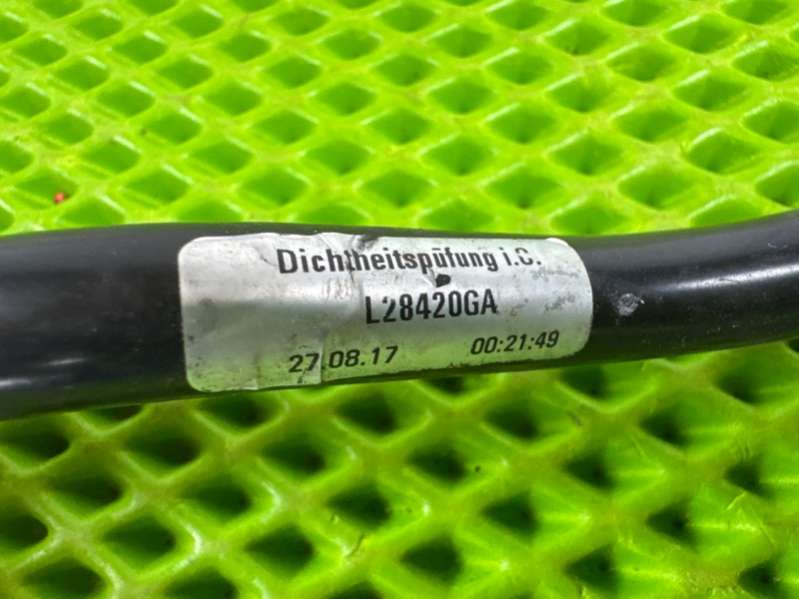 Dichtheitspüfung i.O.
L28420GA
27.08.17 00:21:49